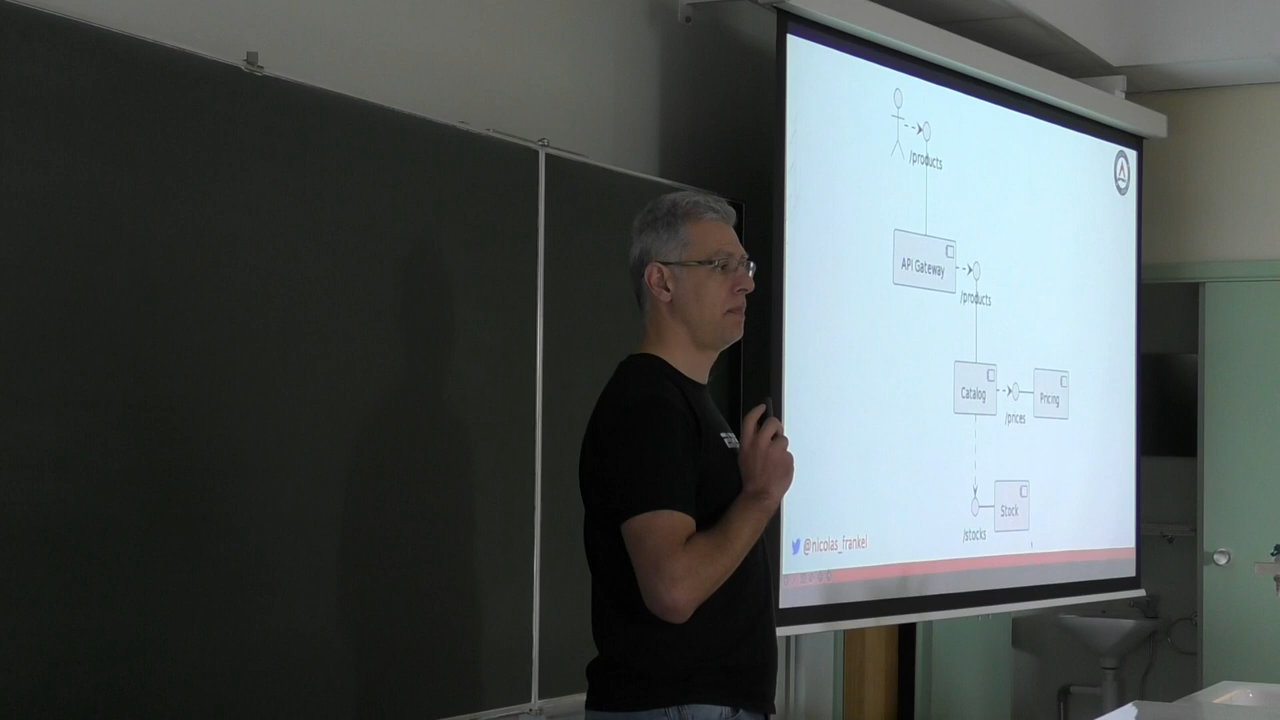 /products
API Gateway
/products
Catalog
Pricing
/prices
Stock
/stocks
@nicolas_frankel